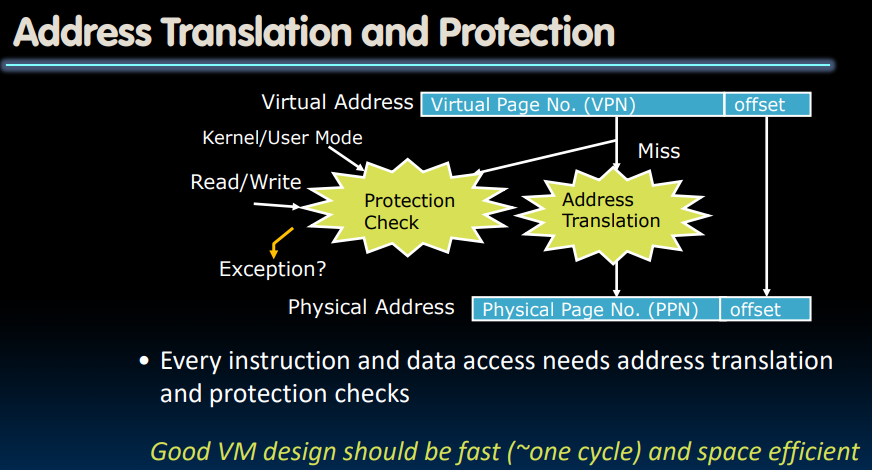 Address Translation and Protection
Virtual Address Virtual Page No. (VPN) offset
Kernel/User Mode
Miss
Read/Write
Protection
Check
Address
Translation
Exception?
Physical Address Physical Page No. (PPN) offset
• Every instruction and data access needs address translation
and protection checks
Good VM design should be fast (~one cycle) and space efficient